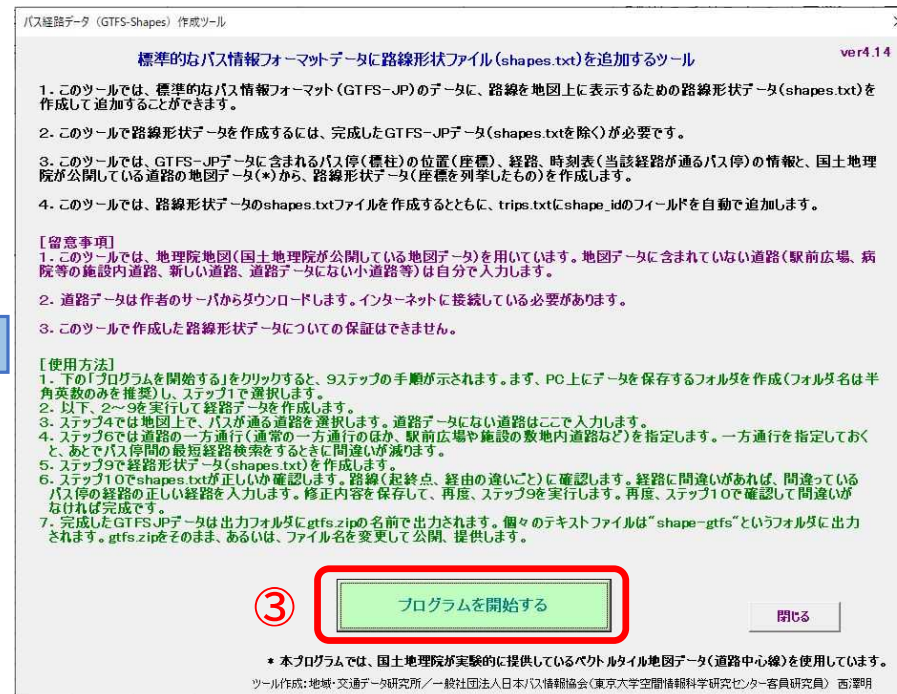 バス経路データ（GTFS-Shapes）作成ツール
標準的なバス情報フォーマットデータに路線形状ファイル(shapes.txt)を追加するツール
ver4.14
1. このツールでは、標準的なバス情報フォーマット(GTFS-JP)のデータに、路線を地図上に表示するための路線形状データ(shapes.txt)を
作成して追加することができます。
2. このツールで路線形状データを作成するには、完成したGTFS-JPデータ(shapes.txtを除く)が必要です。
3. このツールでは、GTFS-JPデータに含まれるバス停(標柱)の位置(座標)、経路、時刻表(当該経路が通るバス停)の情報と、国土地理
院が公開している道路の地図データ(*)から、路線形状データ(座標を列挙したもの)を作成します。
4. このツールでは、路線形状データのshapes.txtファイルを作成するとともに、trips.txtにshape_idのフィールドを自動で追加します。
[留意事項]
1. このツールでは、地理院地図(国土地理院が公開している地図データ)を用いています。地図データに含まれていない道路(駅前広場、病
院等の施設内道路、新しい道路、道路データにない小道路等)は自分で入力します。
2. 道路データは作者のサーバからダウンロードします。インターネットに接続している必要があります。
3. このツールで作成した路線形状データについての保証はできません。
[使用方法]
1. 下の「プログラムを開始する」をクリックすると、9ステップの手順が示されます。まず、PC上にデータを保存するフォルダを作成(フォルダ名は半
角英数のみを推奨)し、ステップ1で選択します。
2. 以下、2～9を実行して経路データを作成します。
3. ステップ4では地図上で、バスが通る道路を選択します。道路データにない道路はここで入力します。
4. ステップ6では道路の一方通行(通常の一方通行のほか、駅前広場や施設の敷地内道路など)を指定します。一方通行を指定しておく
と、あとでバス停間の最短経路検索をするときに間違いが減ります。
5. ステップ9で経路形状データ(shapes.txt)を作成します。
6. ステップ10でshapes.txtが正しいか確認します。路線(起終点、経由の違いごと)に確認します。経路に間違いがあれば、間違っている
バス停の経路の正しい経路を入力します。修正内容を保存して、再度、ステップ9を実行します。再度、ステップ10で確認して間違いが
なければ完成です。
7. 完成したGTFSJPデータは出力フォルダにgtfs.zipの名前で出力されます。個々のテキストファイルは"shape-gtfs"というフォルダに出力
されます。gtfs.zipをそのまま、あるいは、ファイル名を変更して公開、提供します。
③
プログラムを開始する
閉じる
* 本プログラムでは、国土地理院が実験的に提供しているベクトルタイル地図データ(道路中心線)を使用しています。
ツール作成:地域・交通データ研究所／一般社団法人日本バス情報協会(東京大学空間情報科学研究センター客員研究員) 西澤明